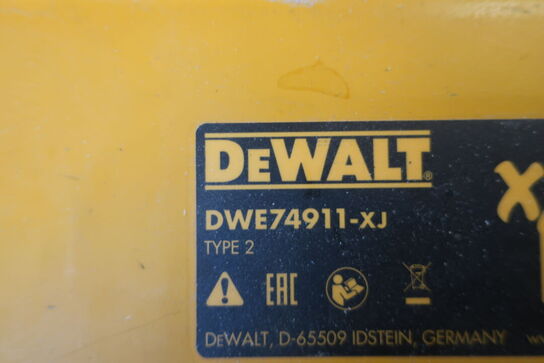 DEWALT®
DWE74911-XJ
TYPE 2
EAC
DEWALT, D-65509 IDSTEIN, GERMANY